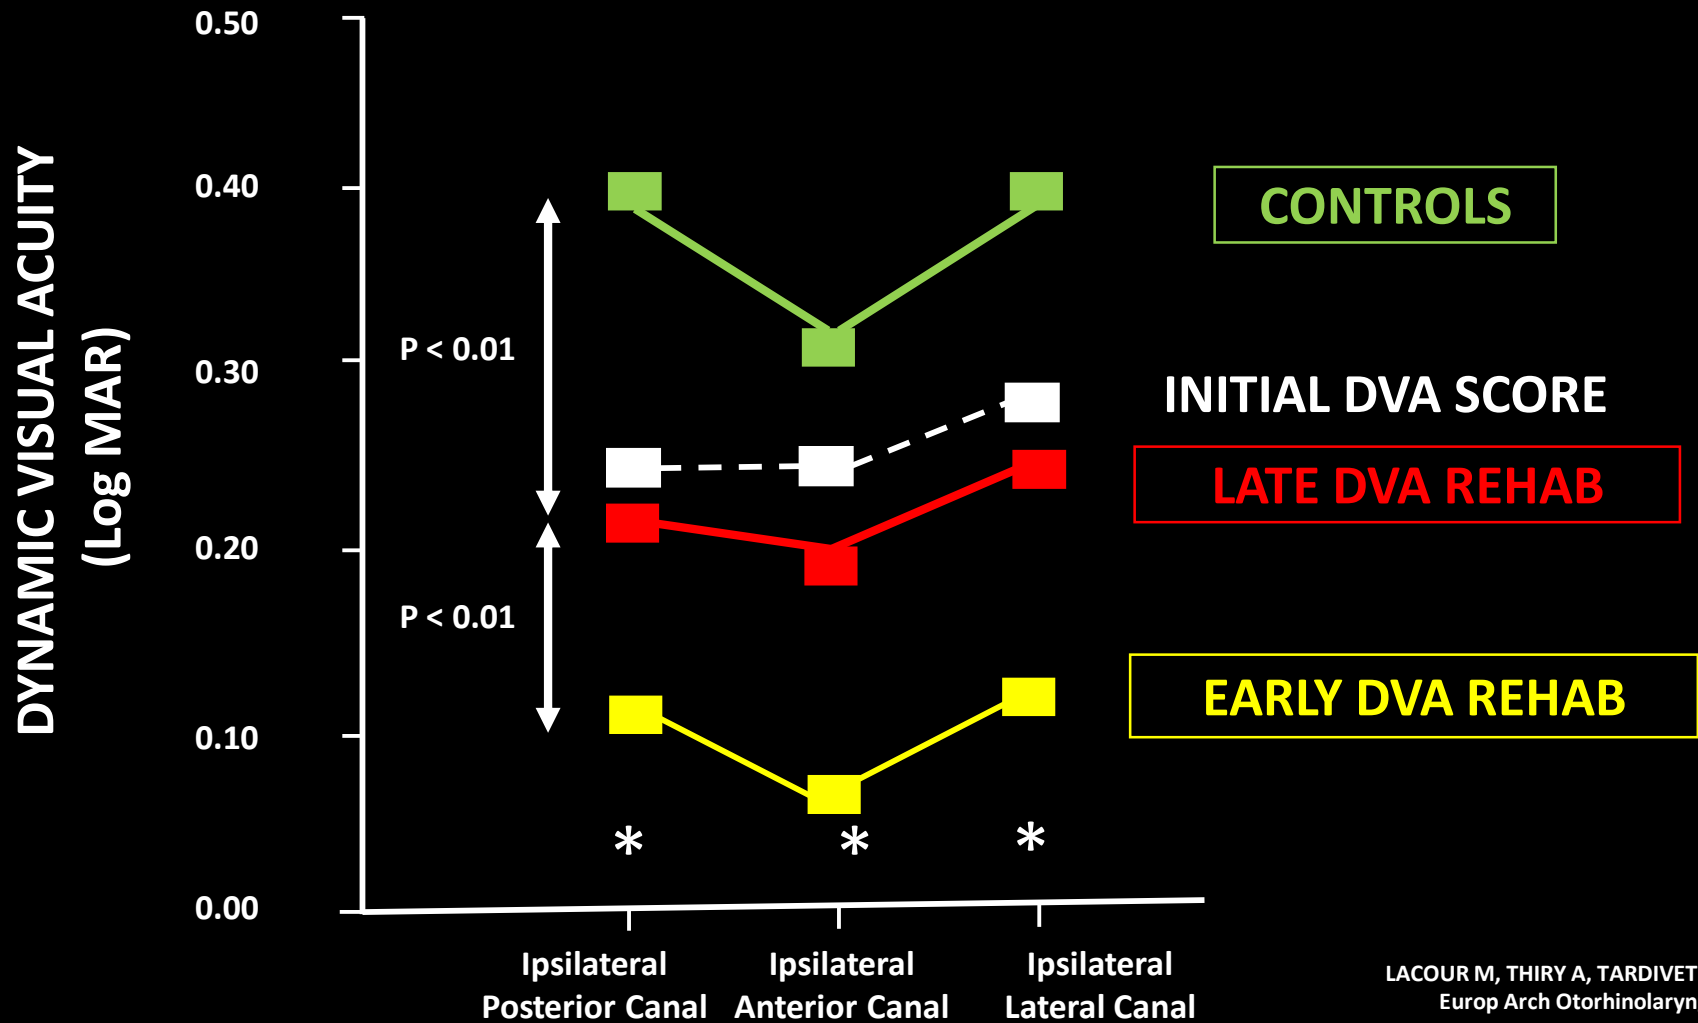 DYNAMIC VISUAL ACUITY
(Log MAR)
0.50
0.40
0.30
0.20
0.10
0.00
P < 0.01
P < 0.01
CONTROLS
INITIAL DVA SCORE
LATE DVA REHAB
EARLY DVA REHAB
* * *
Ipsilateral
Posterior Canal
Ipsilateral
Anterior Canal
Ipsilateral
Lateral Canal
LACOUR M, THIRY A, TARDIVET
Europ Arch Otorhinolaryn